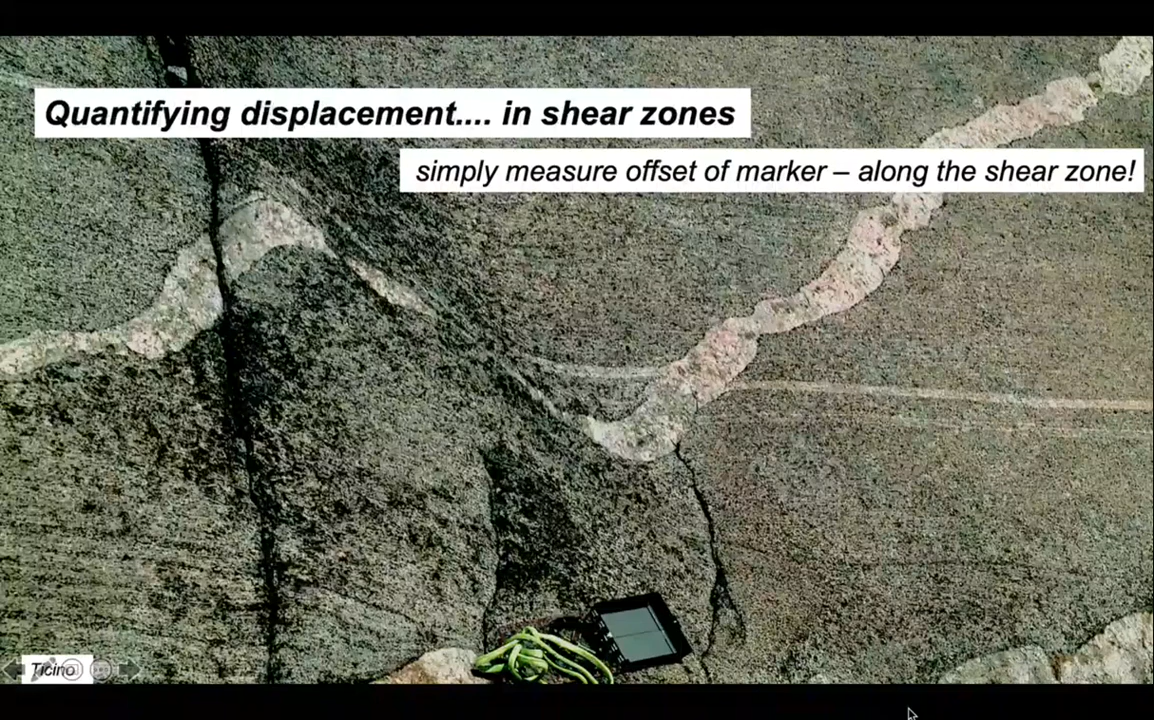 Quantifying displacement.... in shear zones
simply measure offset of marker – along the shear zone!
Ticino